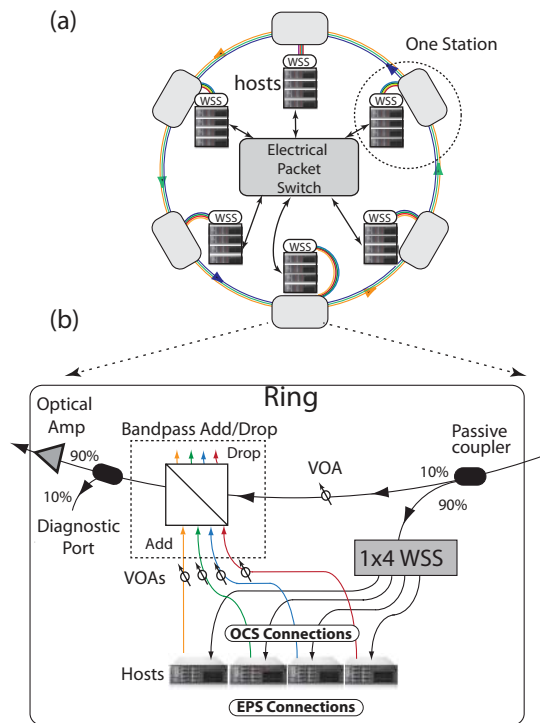 (a)
One Station
WSS
hosts
WSS
WSS
Electrical
Packet
Switch
WSS
WSS
WSS
(b)
Ring
Optical
Amp
Bandpass Add/Drop
Passive
coupler
90%
Drop
VOA
10%
10%
90%
Diagnostic
Port
Add
1x4 WSS
VOAs
OCS Connections
Hosts
EPS Connections